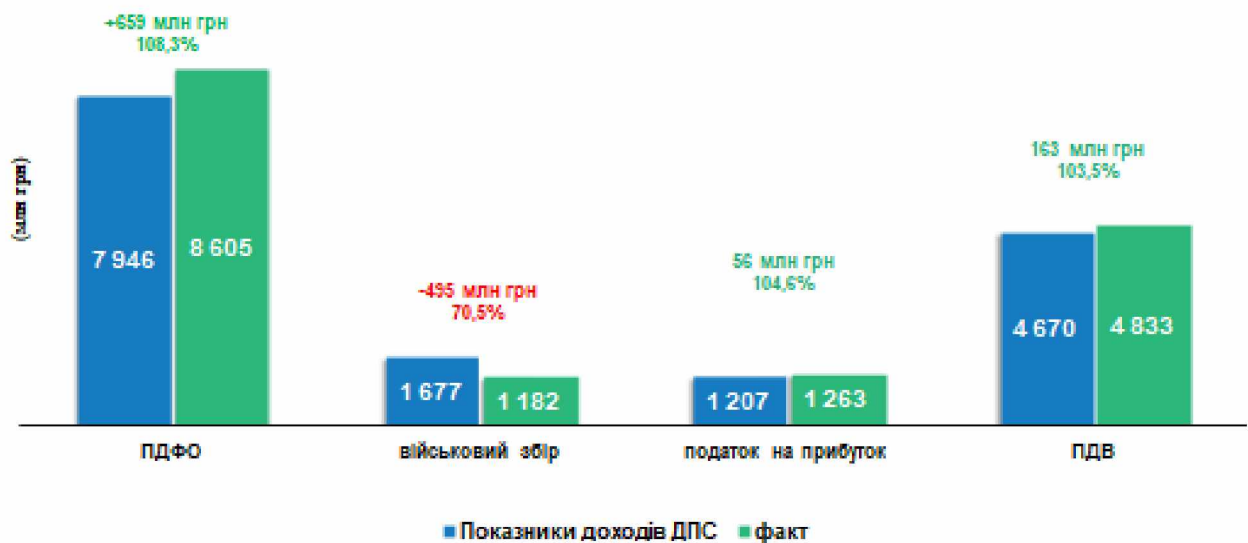 +659 млн грн
108,3%
163 млн грн
103,5%
(млн грн)
7 946
8 605
-495 млн грн
70,5%
56 млн грн
104,6%
4 670
4 833
1 677
1 182
1 207
1 263
ПДФО
військовий збір
податок на прибуток
ПДВ
Показники доходів ДПС
факт